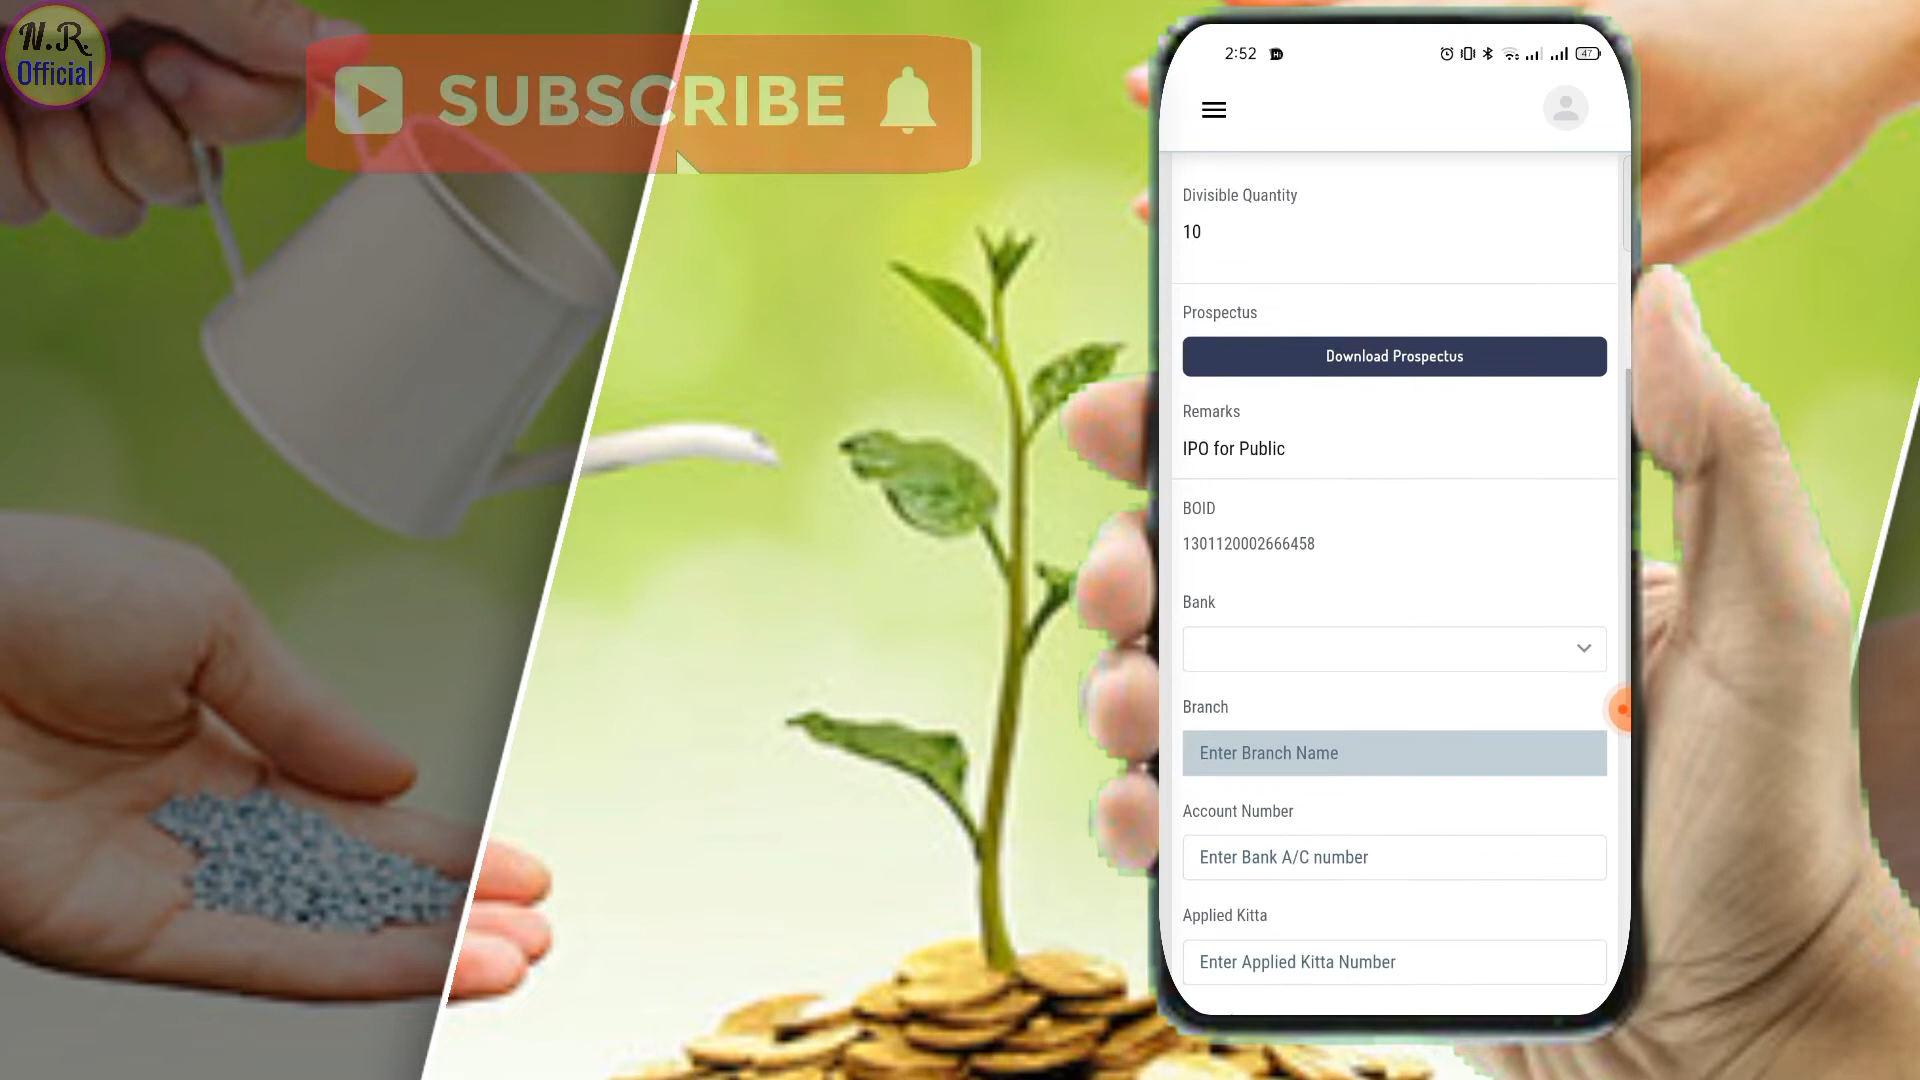 N.R.
Official
SUBSCRIBE
2:52
47
Divisible Quantity
10
Prospectus
Download Prospectus
Remarks
IPO for Public
BOID
1301120002666458
Bank
Branch
Enter Branch Name
Account Number
Enter Bank A/C number
Applied Kitta
Enter Applied Kitta Number